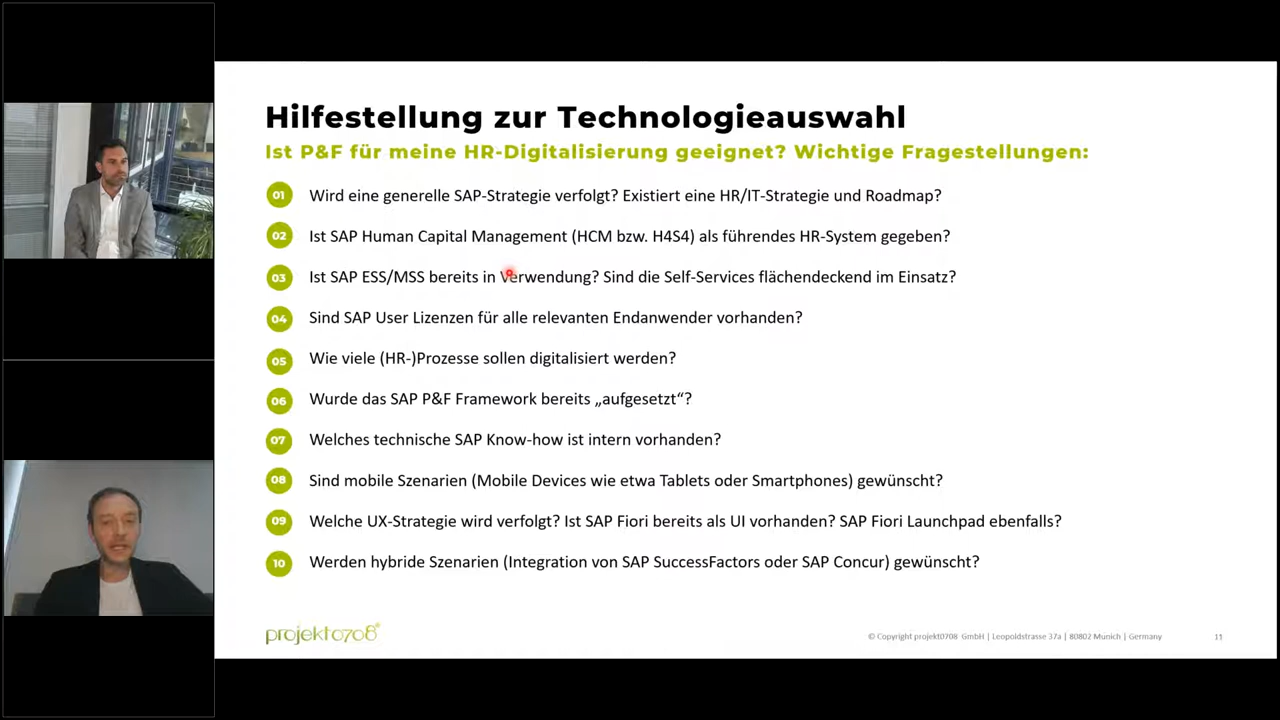 Hilfestellung zur Technologieauswahl
Ist P&F für meine HR-Digitalisierung geeignet? Wichtige Fragestellungen:
01 Wird eine generelle SAP-Strategie verfolgt? Existiert eine HR/IT-Strategie und Roadmap?
02 Ist SAP Human Capital Management (HCM bzw. H4S4) als führendes HR-System gegeben?
03 Ist SAP ESS/MSS bereits in Verwendung? Sind die Self-Services flächendeckend im Einsatz?
04 Sind SAP User Lizenzen für alle relevanten Endanwender vorhanden?
05 Wie viele (HR-)Prozesse sollen digitalisiert werden?
06 Wurde das SAP P&F Framework bereits „aufgesetzt“?
07 Welches technische SAP Know-how ist intern vorhanden?
08 Sind mobile Szenarien (Mobile Devices wie etwa Tablets oder Smartphones) gewünscht?
09 Welche UX-Strategie wird verfolgt? Ist SAP Fiori bereits als UI vorhanden? SAP Fiori Launchpad ebenfalls?
10 Werden hybride Szenarien (Integration von SAP SuccessFactors oder SAP Concur) gewünscht?
projekt0708®
© Copyright projekt0708 GmbH | Leopoldstrasse 37a | 80802 Munich | Germany
11